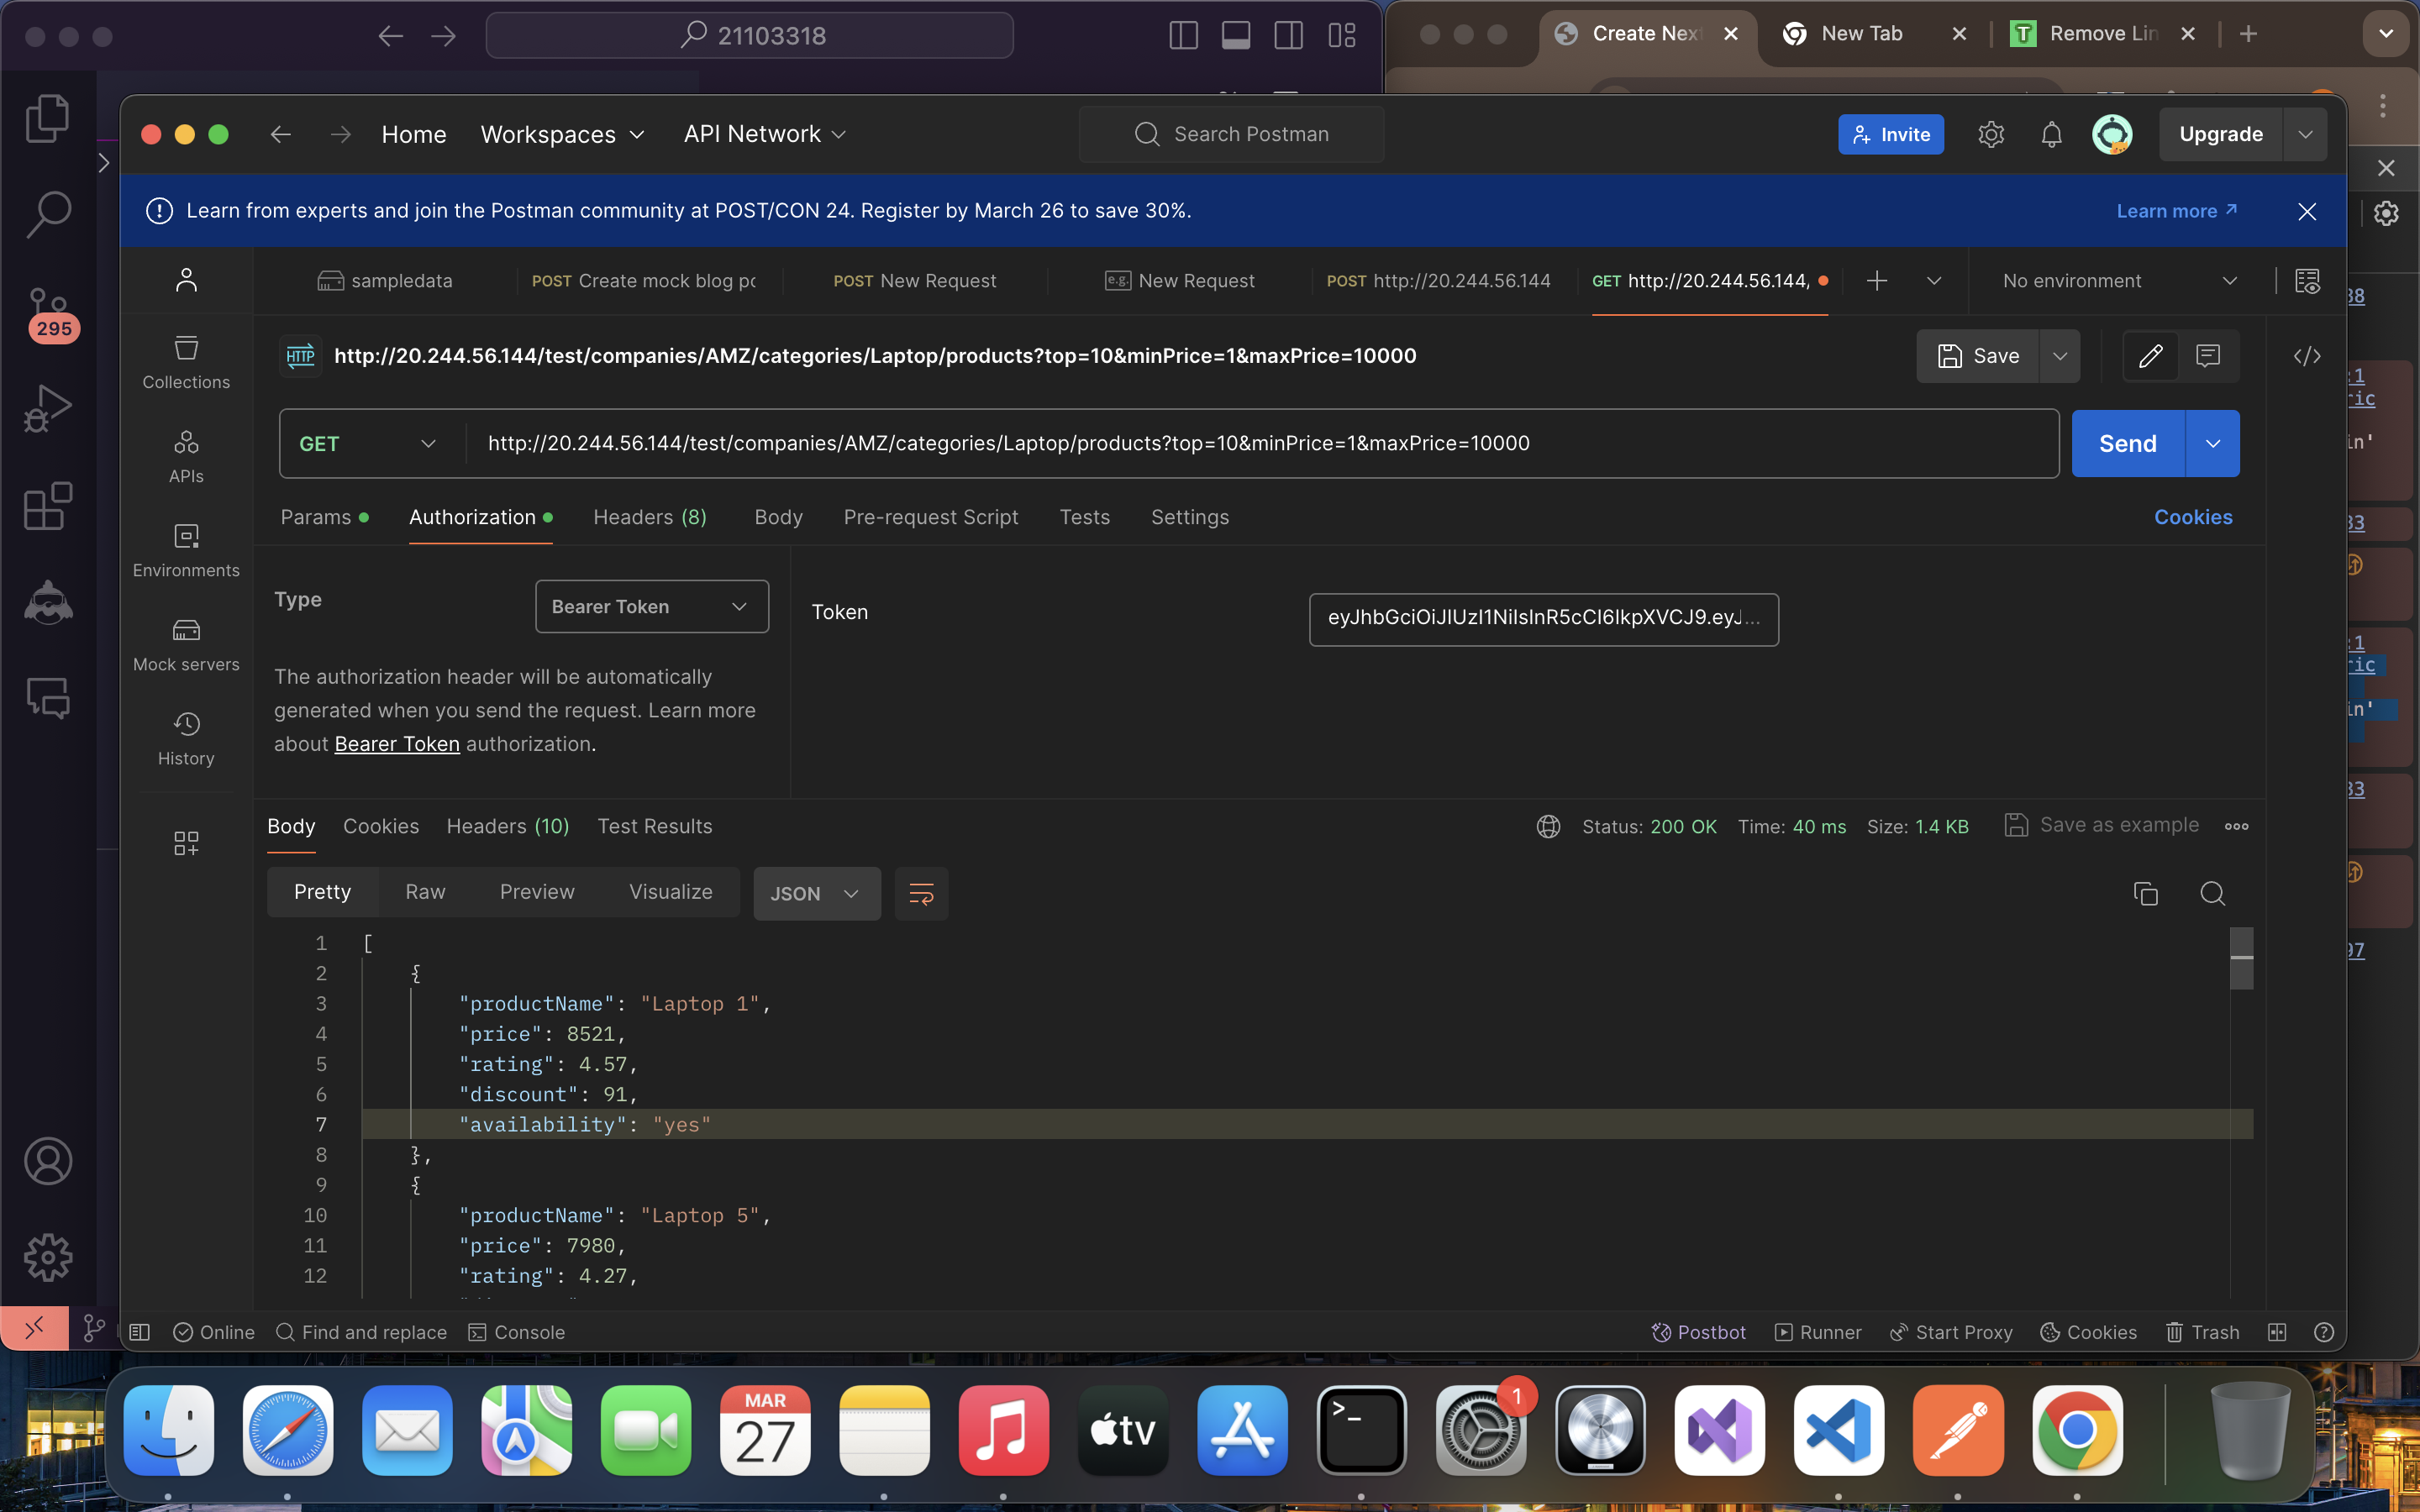 21103318
Create Nex
New Tab
Remove Lin
Home
Workspaces
API Network
Search Postman
Invite
Upgrade
Learn from experts and join the Postman community at POST/CON 24. Register by March 26 to save 30%.
Learn more
sampledata
POST Create mock blog pc
POST New Request
e.g. New Request
POST http://20.244.56.144
GET http://20.244.56.144,
No environment
295
HTTP
http://20.244.56.144/test/companies/AMZ/categories/Laptop/products?top=10&minPrice=1&maxPrice=10000
Save
Collections
GET
http://20.244.56.144/test/companies/AMZ/categories/Laptop/products?top=10&minPrice=1&maxPrice=10000
Send
APIs
Params
Authorization
Headers (8)
Body
Pre-request Script
Tests
Settings
Cookies
Environments
Type
Bearer Token
Token
eyJhbGciOiJIUzI1NiIsInR5cCI6IkpXVCJ9.eyJ...
Mock servers
The authorization header will be automatically
generated when you send the request. Learn more
about Bearer Token authorization.
History
Body
Cookies
Headers (10)
Test Results
Status: 200 OK
Time: 40 ms
Size: 1.4 KB
Save as example
Pretty
Raw
Preview
Visualize
JSON
1 [
2 {
3 "productName": "Laptop 1",
4 "price": 8521,
5 "rating": 4.57,
6 "discount": 91,
7 "availability": "yes"
8 },
9 {
10 "productName": "Laptop 5",
11 "price": 7980,
12 "rating": 4.27,
Online
Find and replace
Console
Postbot
Runner
Start Proxy
Cookies
Trash
MAR
27
tv
1